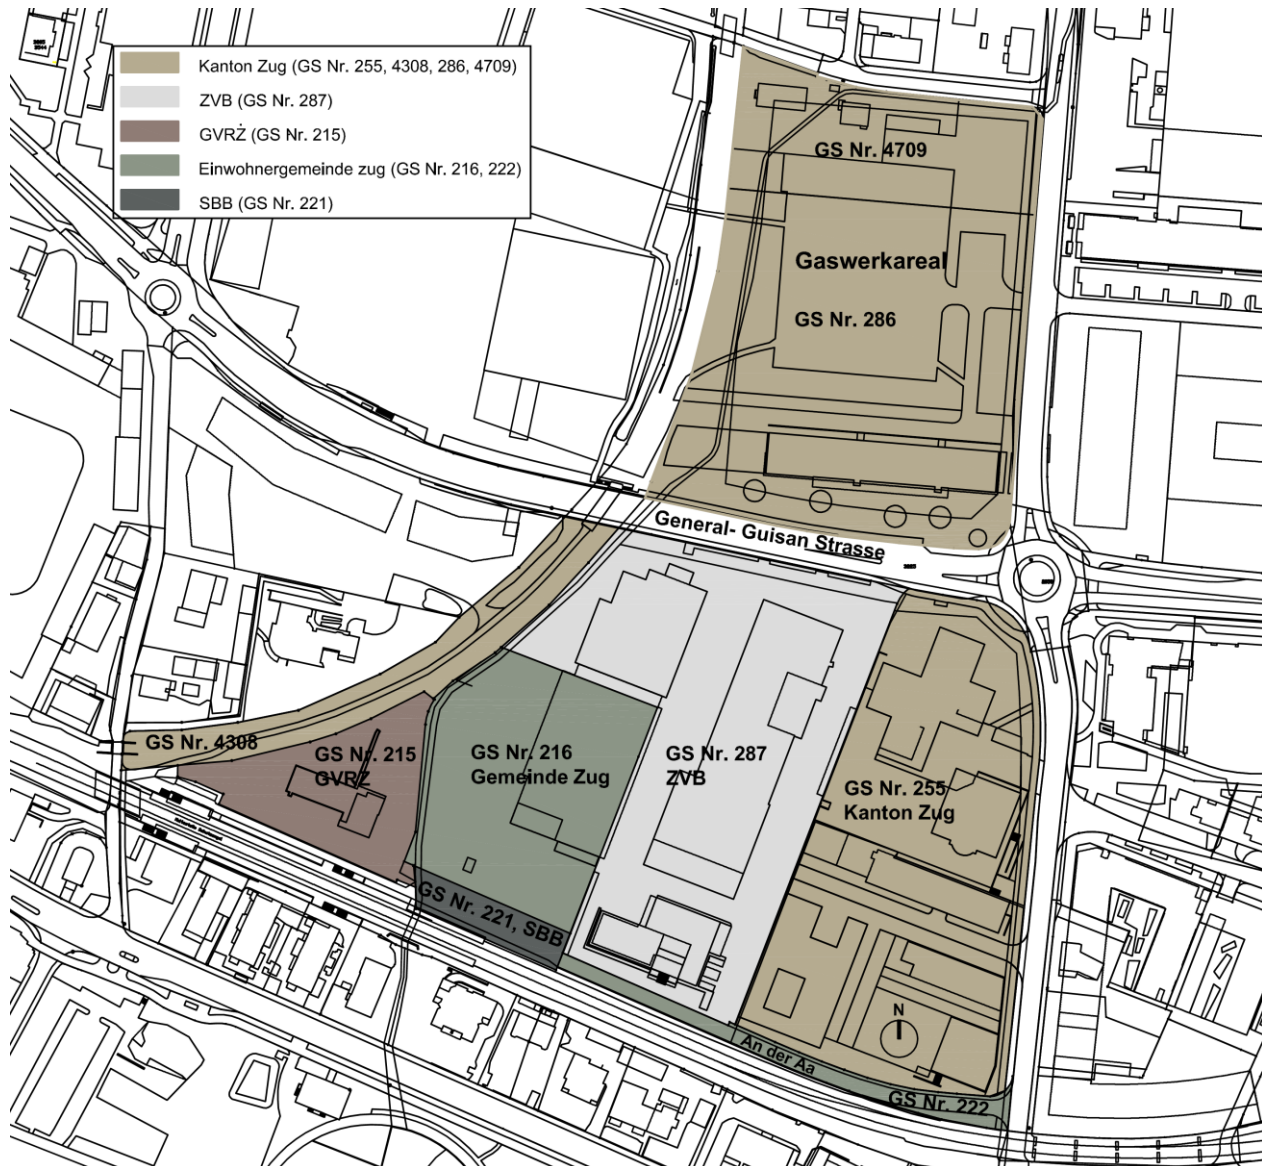 Kanton Zug (GS Nr. 255, 4308, 286, 4709)
ZVB (GS Nr. 287)
GVRŻ (GS Nr. 215)
Einwohnergemeinde zug (GS Nr. 216, 222)
SBB (GS Nr. 221)
GS Nr. 4709
Gaswerkareal
GS Nr. 286
General- Guisan Strasse
GS Nr. 4308
GS Nr. 215
GVRZ
GS Nr. 216
Gemeinde Zug
GS Nr. 287
ZVB
GS Nr. 255
Kanton Zug
GS Nr. 221, SBB
N
An der Aa
GS Nr. 222